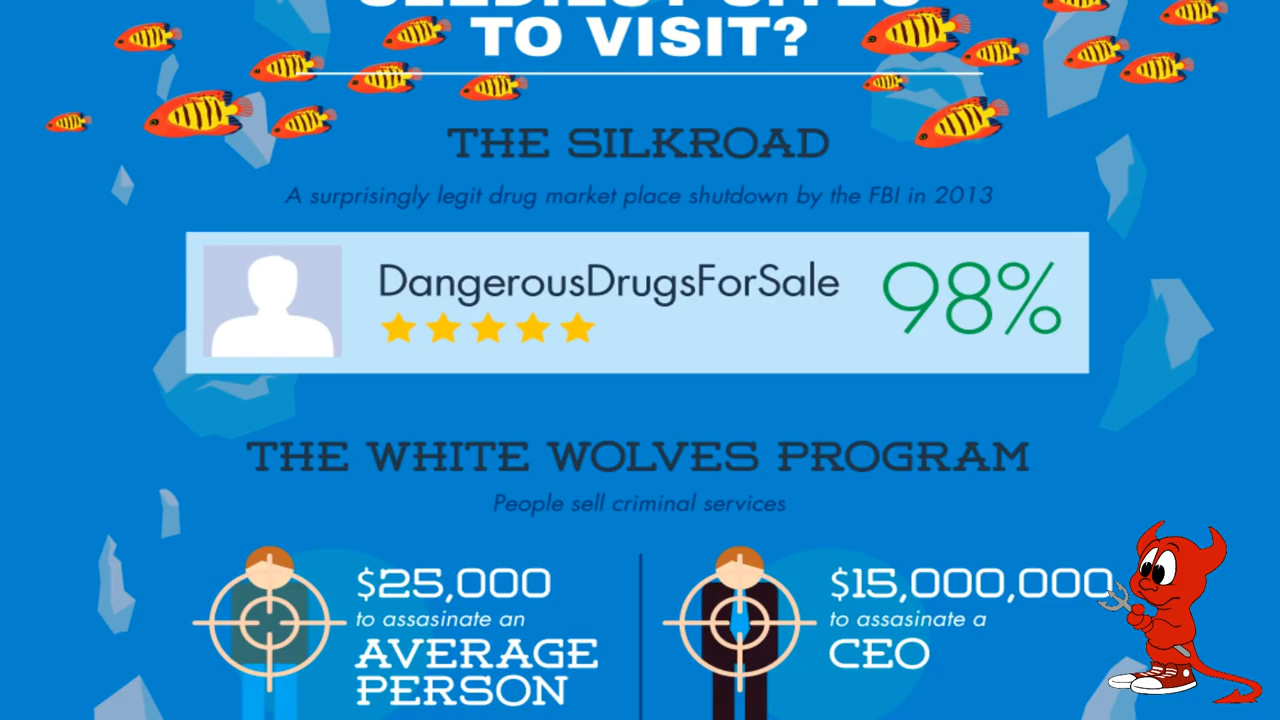 TO VISIT?
THE SILKROAD
A surprisingly legit drug market place shutdown by the FBI in 2013
DangerousDrugsForSale
98%
THE WHITE WOLVES PROGRAM
People sell criminal services
$25,000
to assasinate an
AVERAGE
PERSON
$15,000,000
to assasinate a
CEO